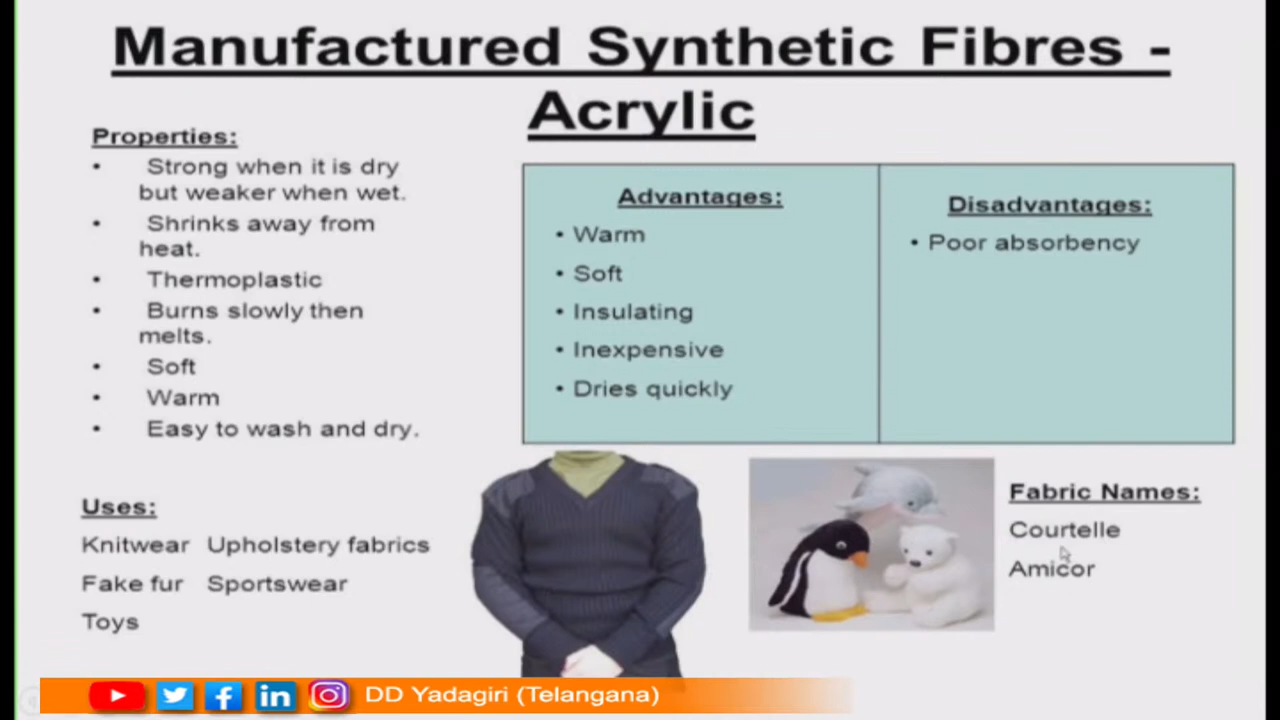 Manufactured Synthetic Fibres -
Acrylic
Properties:
• Strong when it is dry
but weaker when wet.
• Shrinks away from
heat.
• Thermoplastic
• Burns slowly then
melts.
• Soft
• Warm
• Easy to wash and dry.
Advantages:
• Warm
• Soft
• Insulating
• Inexpensive
• Dries quickly
Disadvantages:
• Poor absorbency
Uses:
Knitwear Upholstery fabrics
Fake fur Sportswear
Toys
Fabric Names:
Courtelle
Amicor
DD Yadagiri (Telangana)